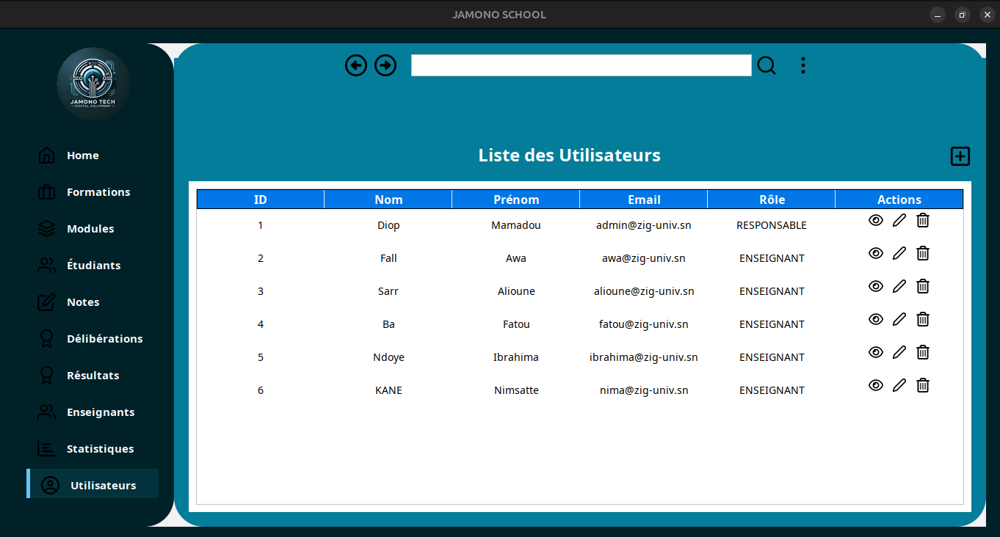 JAMONO SCHOOL
JAMONO TECH
Home
Formations
Modules
Étudiants
Notes
Délibérations
Résultats
Enseignants
Statistiques
Utilisateurs
Liste des Utilisateurs
ID Nom Prénom Email Rôle Actions
1 Diop Mamadou admin@zig-univ.sn RESPONSABLE
2 Fall Awa awa@zig-univ.sn ENSEIGNANT
3 Sarr Alioune alioune@zig-univ.sn ENSEIGNANT
4 Ba Fatou fatou@zig-univ.sn ENSEIGNANT
5 Ndoye Ibrahima ibrahima@zig-univ.sn ENSEIGNANT
6 KANE Nimsatte nima@zig-univ.sn ENSEIGNANT